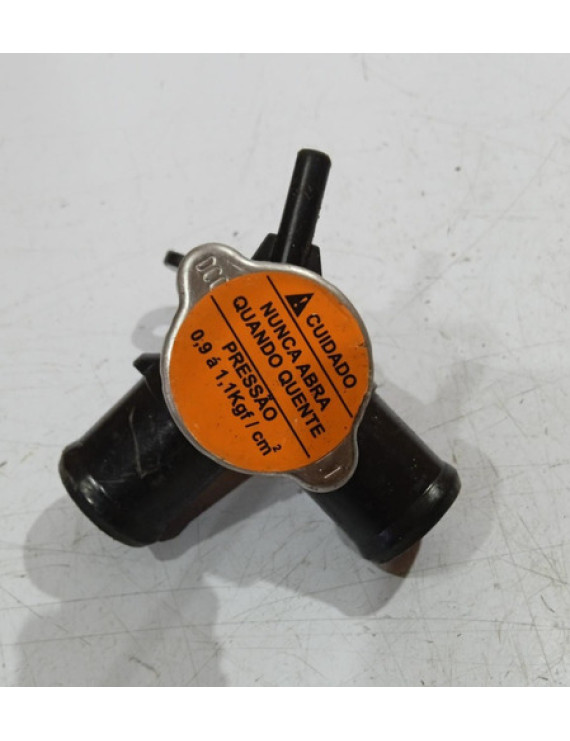 CUIDADO
NUNCA ABRA
QUANDO QUENTE
PRESSÃO
0,9 á 1,1Kgf / cm²